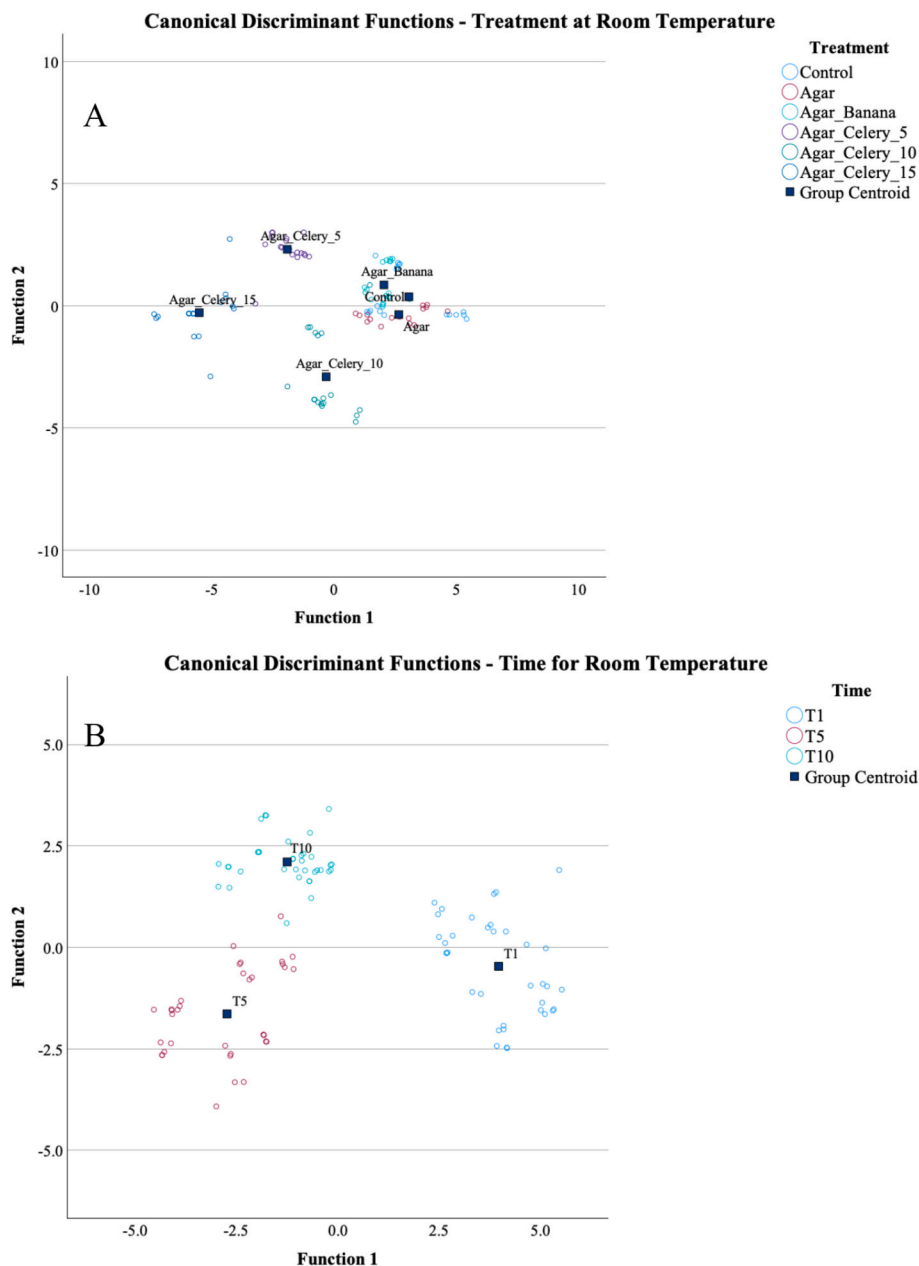 Canonical Discriminant Functions - Treatment at Room Temperature
A
Treatment
Control
Agar
Agar_Banana
Agar_Celery_5
Agar_Celery_10
Agar_Celery_15
Group Centroid
10
5
0
-5
-10
Function 2
Agar_Celery_5
Agar_Banana
Agar_Celery_15
Control
Agar
Agar_Celery_10
-10
-5
0
5
10
Function 1
Canonical Discriminant Functions - Time for Room Temperature
B
Time
T1
T5
T10
Group Centroid
5.0
2.5
0.0
-2.5
-5.0
Function 2
T10
T1
T5
-5.0
-2.5
0.0
2.5
5.0
Function 1